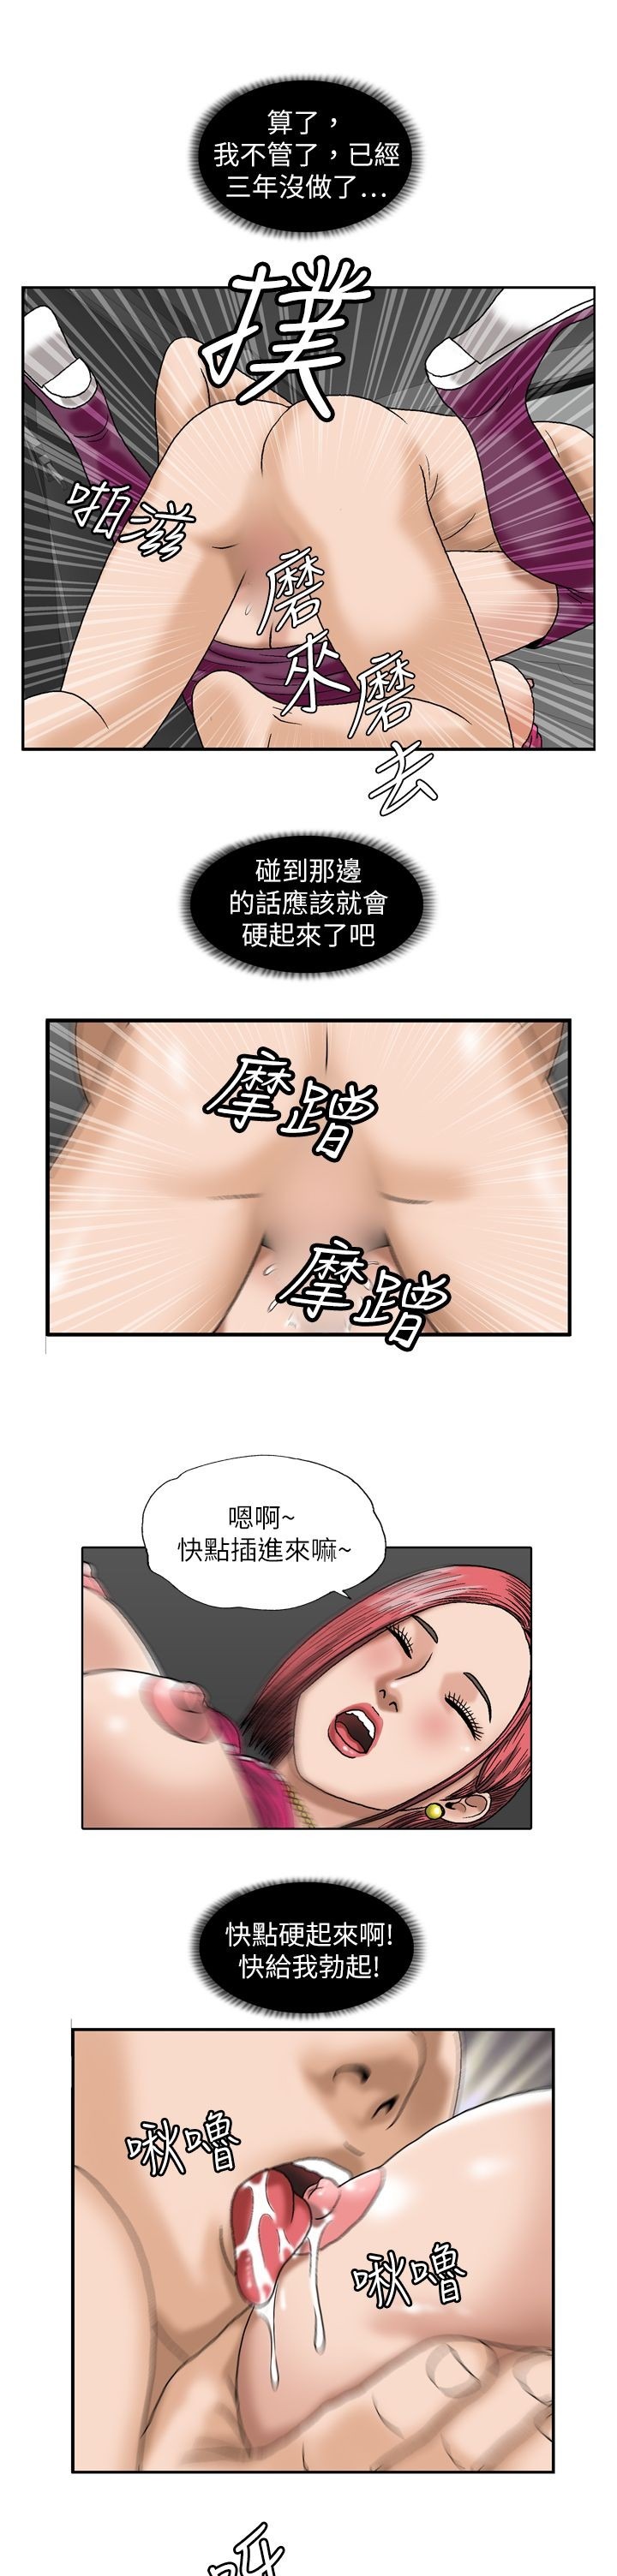 算了，
我不管了，已經
三年沒做了...
撲
啪滋
磨來
磨去
碰到那邊
的話應該就會
硬起來了吧
摩蹭
摩蹭
嗯啊~
快點插進來嘛~
快點硬起來啊!
快給我勃起!
啾嚕
啾嚕